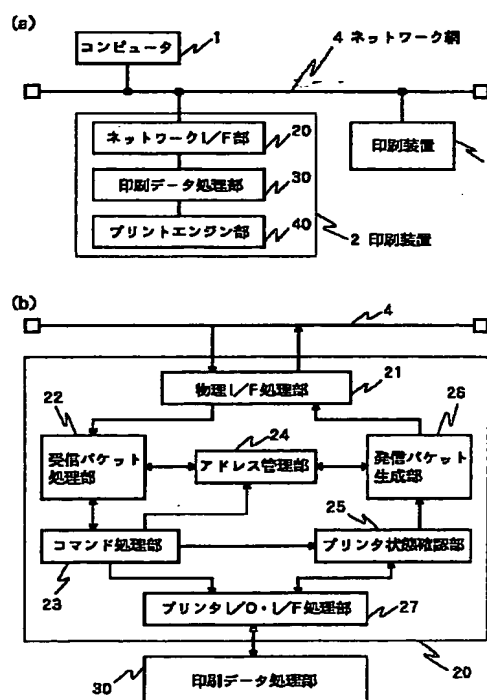 (a)
コンピュータ 1
4 ネットワーク網
ネットワークI/F部 20
印刷装置
印刷データ処理部 30
プリントエンジン部 40
2 印刷装置
(b)
4
物理I/F処理部 21
22 26
受信パケット処理部
24
アドレス管理部
発信パケット生成部
25
コマンド処理部
プリンタ状態確認部
23
プリンタI/O・I/F処理部 27
30 印刷データ処理部 20